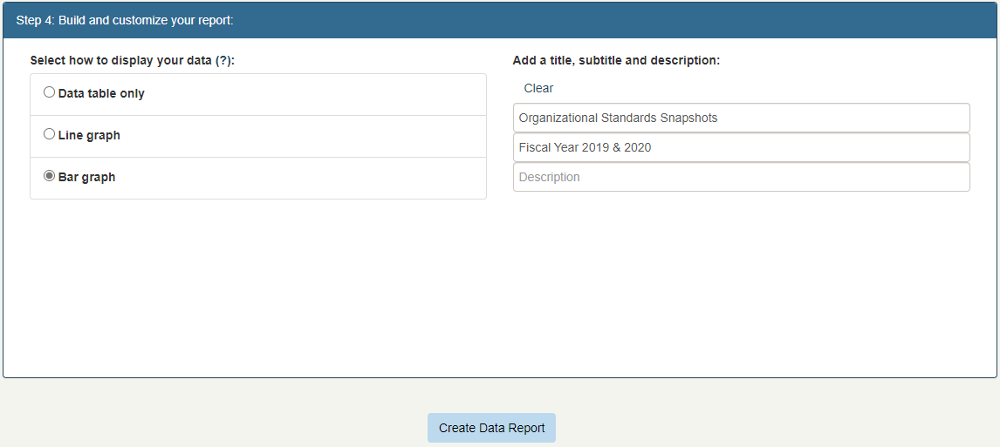 Step 4: Build and customize your report:
Select how to display your data (?):
Data table only
Line graph
Bar graph
Add a title, subtitle and description:
Clear
Organizational Standards Snapshots
Fiscal Year 2019 & 2020
Description
Create Data Report